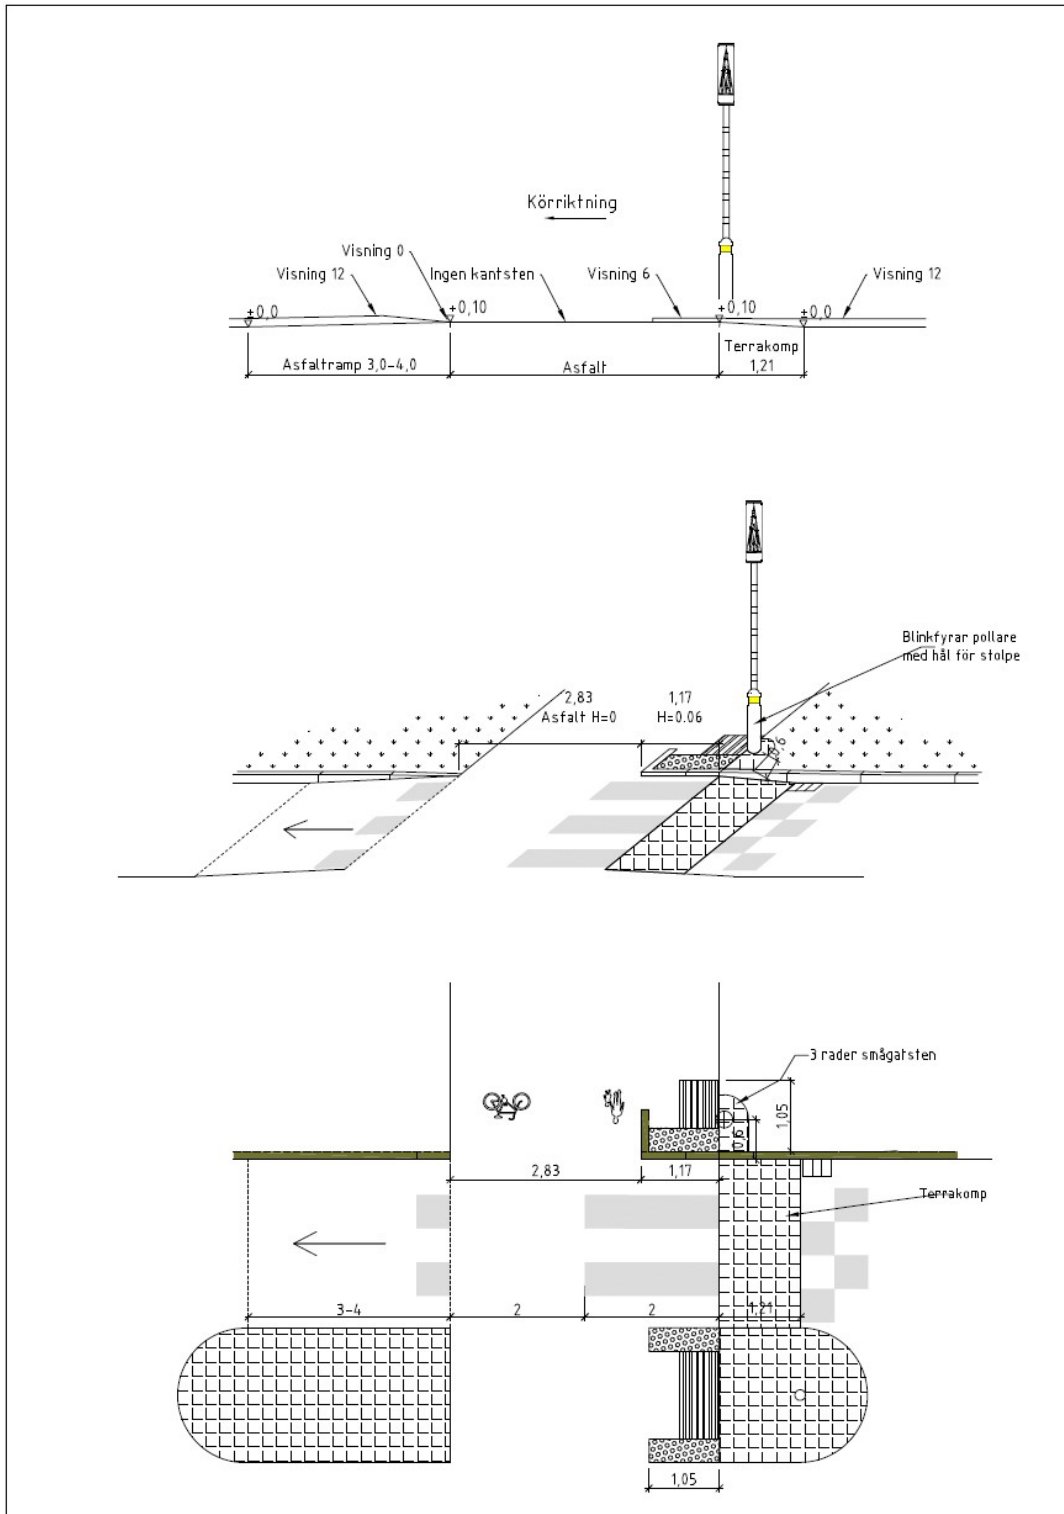 Körriktning
Visning 0
Visning 12
Ingen kantsten
Visning 6
Visning 12
±0,0
±0,10
±0,10
±0,0
Asfaltramp 3,0-4,0
Asfalt
Terrakomp
1,21
Blinkfyrar pollare
med hål för stolpe
2,83
Asfalt H=0
1,17
H=0.06
0,6
3 rader smågatsten
1,05
0,6
2,83
1,17
Terrakomp
3-4
2
2
1,21
1,05